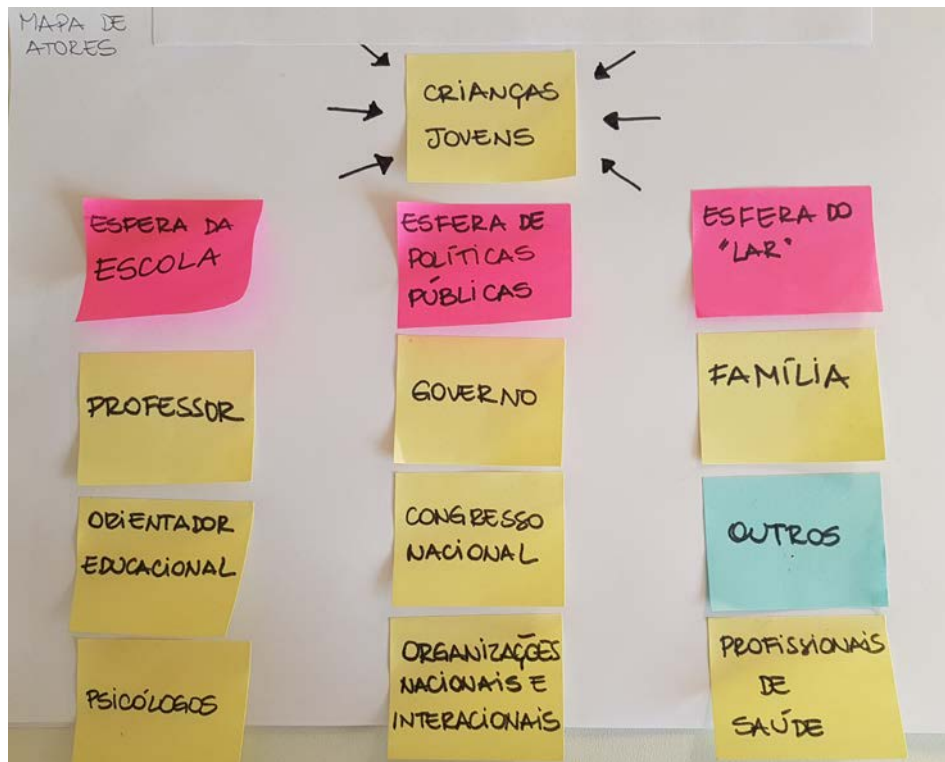 MAPA DE
ATORES
CRIANÇAS
JOVENS
ESFERA DA
ESCOLA
PROFESSOR
ORIENTADOR
EDUCACIONAL
PSICÓLOGOS
ESFERA DE
POLÍTICAS
PÚBLICAS
GOVERNO
CONGRESSO
NACIONAL
ORGANIZAÇÕES
NACIONAIS E
INTERACIONAIS
ESFERA DO
"LAR"
FAMÍLIA
OUTROS
PROFISSIONAIS
DE
SAÚDE